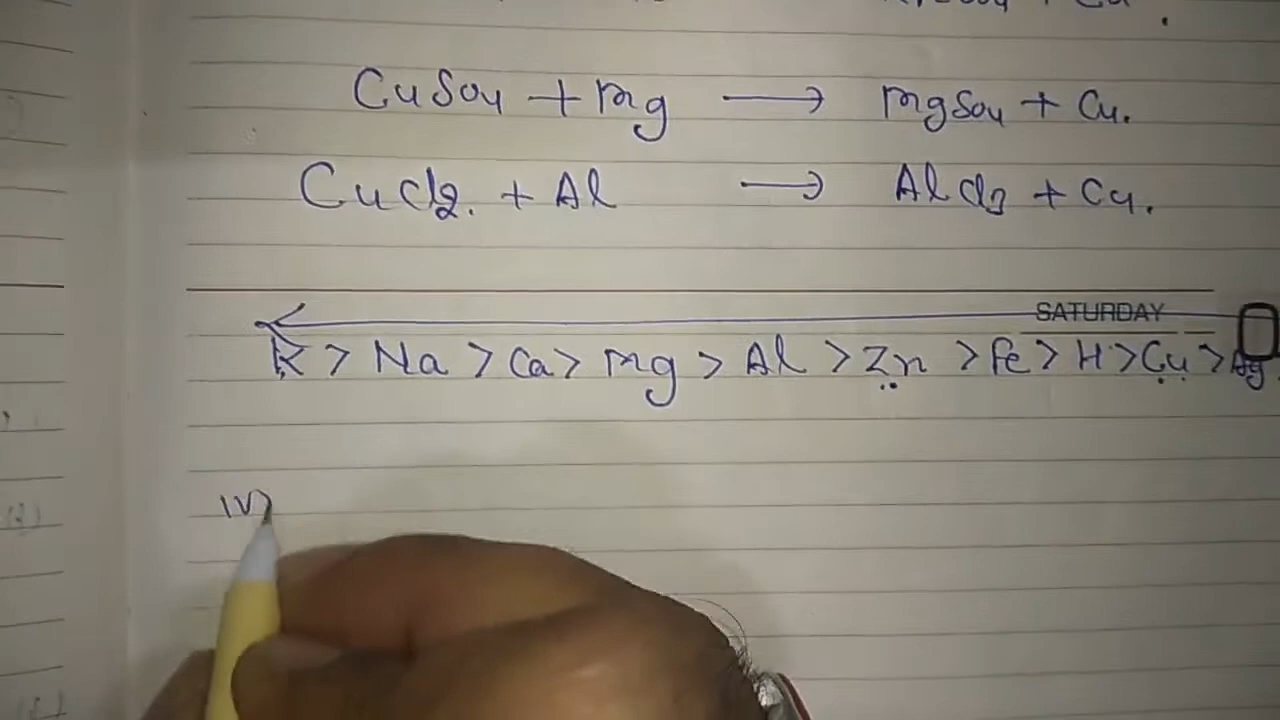 CuSO4 + Mg → MgSO4 + Cu.
CuCl2. + Al → AlCl3 + Cu.
SATURDAY
K > Na > Ca > Mg > Al > Zn > Fe > H > Cu > Ag
IV)